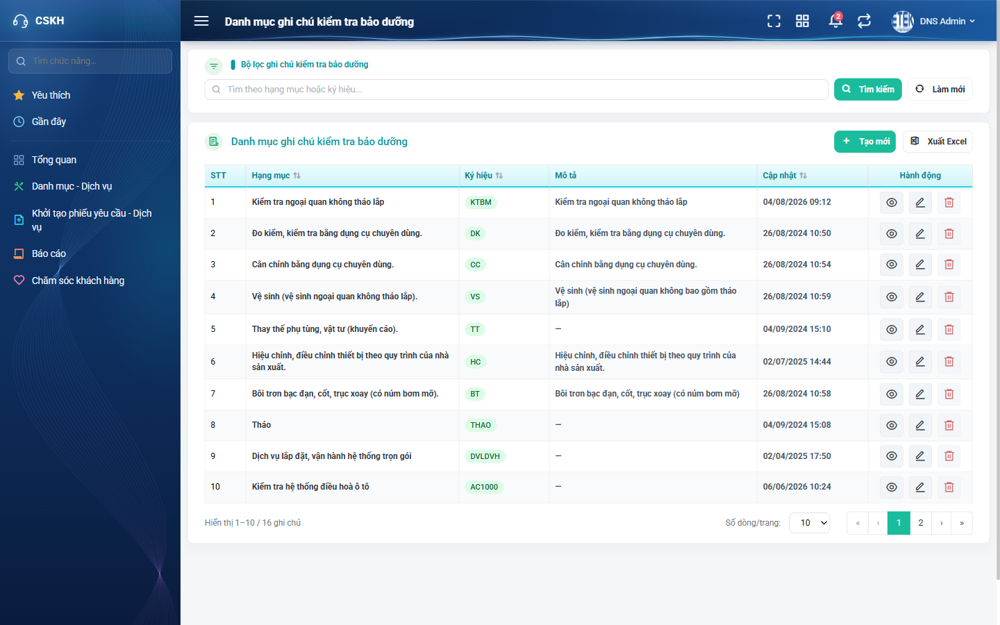 CSKH
Danh mục ghi chú kiểm tra bảo dưỡng
2
DNS Admin
Tìm chức năng...
Yêu thích
Gần đây
Tổng quan
Danh mục - Dịch vụ
Khởi tạo phiếu yêu cầu - Dịch
vụ
Báo cáo
Chăm sóc khách hàng
Bộ lọc ghi chú kiểm tra bảo dưỡng
Tìm theo hạng mục hoặc ký hiệu...
Tìm kiếm
Làm mới
Danh mục ghi chú kiểm tra bảo dưỡng
Tạo mới
Xuất Excel
STT Hạng mục Ký hiệu Mô tả Cập nhật Hành động
1 Kiểm tra ngoại quan không tháo lắp KTBM Kiểm tra ngoại quan không tháo lắp 04/08/2026 09:12
2 Đo kiểm, kiểm tra bằng dụng cụ chuyên dùng. DK Đo kiểm, kiểm tra bằng dụng cụ chuyên dùng. 26/08/2024 10:50
3 Cân chỉnh bằng dụng cụ chuyên dùng. CC Cân chỉnh bằng dụng cụ chuyên dùng. 26/08/2024 10:54
4 Vệ sinh (vệ sinh ngoại quan không tháo lắp). VS Vệ sinh (vệ sinh ngoại quan không bao gồm tháo
lắp) 26/08/2024 10:59
5 Thay thế phụ tùng, vật tư (khuyến cáo). TT — 04/09/2024 15:10
6 Hiệu chỉnh, điều chỉnh thiết bị theo quy trình của nhà
sản xuất. HC Hiệu chỉnh, điều chỉnh thiết bị theo quy trình của
nhà sản xuất. 02/07/2025 14:44
7 Bôi trơn bạc đạn, cốt, trục xoay (có núm bơm mỡ). BT Bôi trơn bạc đạn, cốt, trục xoay (có núm bơm mỡ) 26/08/2024 10:58
8 Tháo THAO — 04/09/2024 15:08
9 Dịch vụ lắp đặt, vận hành hệ thống trọn gói DVLDVH — 02/04/2025 17:50
10 Kiểm tra hệ thống điều hoà ô tô AC1000 — 06/06/2026 10:24
Hiển thị 1–10 / 16 ghi chú
Số dòng/trang: 10
« ‹ 1 2 › »